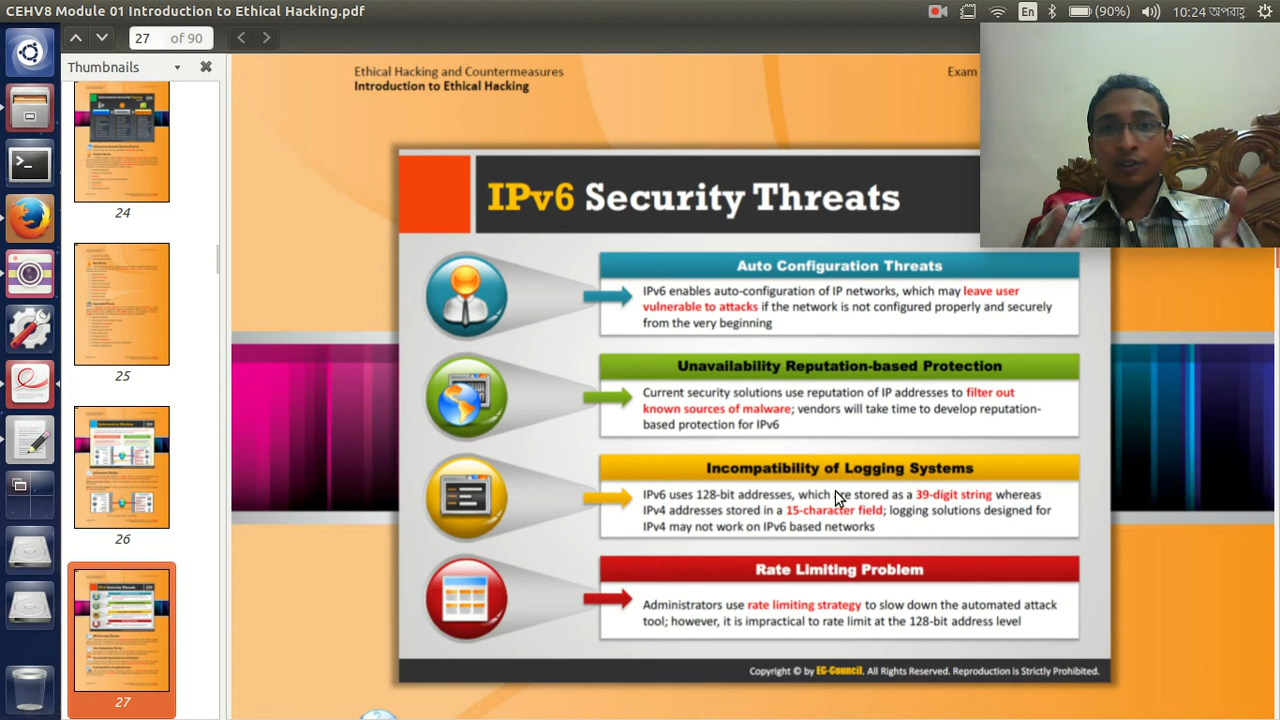 CEHV8 Module 01 Introduction to Ethical Hacking.pdf
En
(90%)
10:24 অপরাহ্ণ
27
of 90
Thumbnails
24
25
26
27
Ethical Hacking and Countermeasures
Exam
Introduction to Ethical Hacking
IPv6 Security Threats
Auto Configuration Threats
IPv6 enables auto-configuration of IP networks, which may leave user
vulnerable to attacks if the network is not configured properly and securely
from the very beginning
Unavailability Reputation-based Protection
Current security solutions use reputation of IP addresses to filter out
known sources of malware; vendors will take time to develop reputation-
based protection for IPv6
Incompatibility of Logging Systems
IPv6 uses 128-bit addresses, which are stored as a 39-digit string whereas
IPv4 addresses stored in a 15-character field; logging solutions designed for
IPv4 may not work on IPv6 based networks
Rate Limiting Problem
Administrators use rate limiting strategy to slow down the automated attack
tool; however, it is impractical to rate limit at the 128-bit address level
Copyright © by EC-Council. All Rights Reserved. Reproduction is Strictly Prohibited.